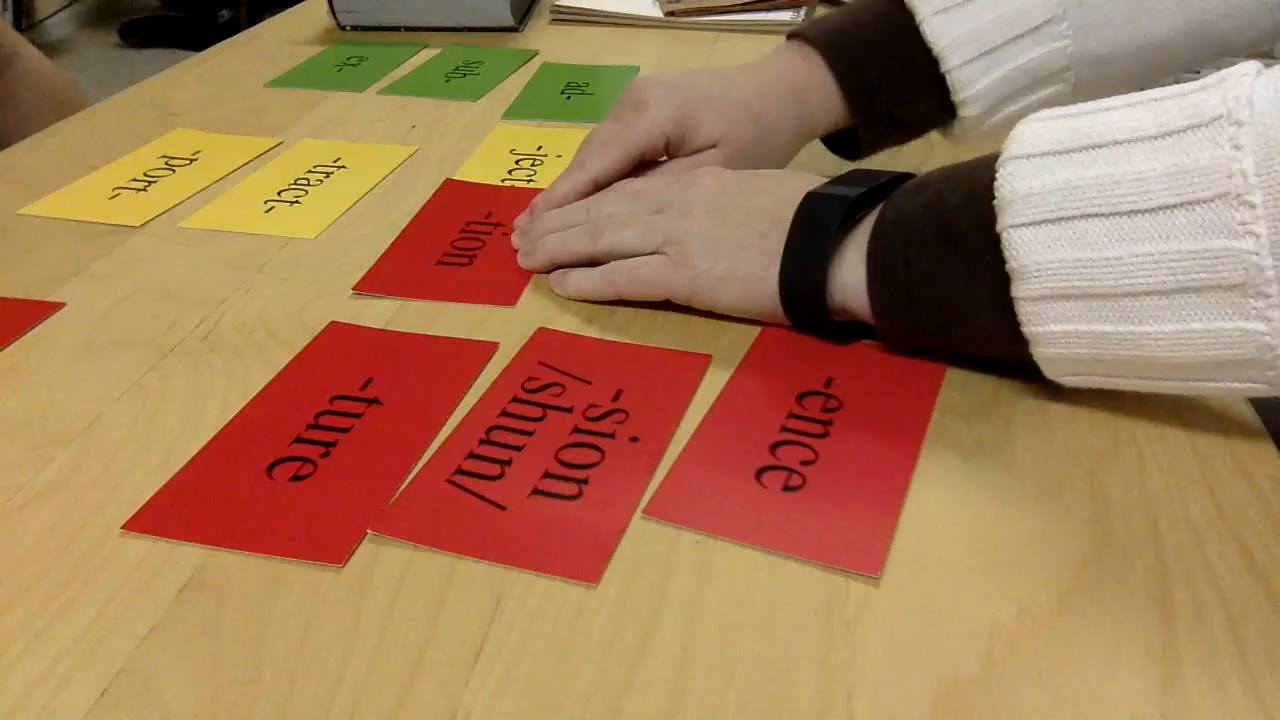 ex-
sub-
ad-
-port-
-tract-
-ject-
-tion
-ture
-sion
/shun/
-ence